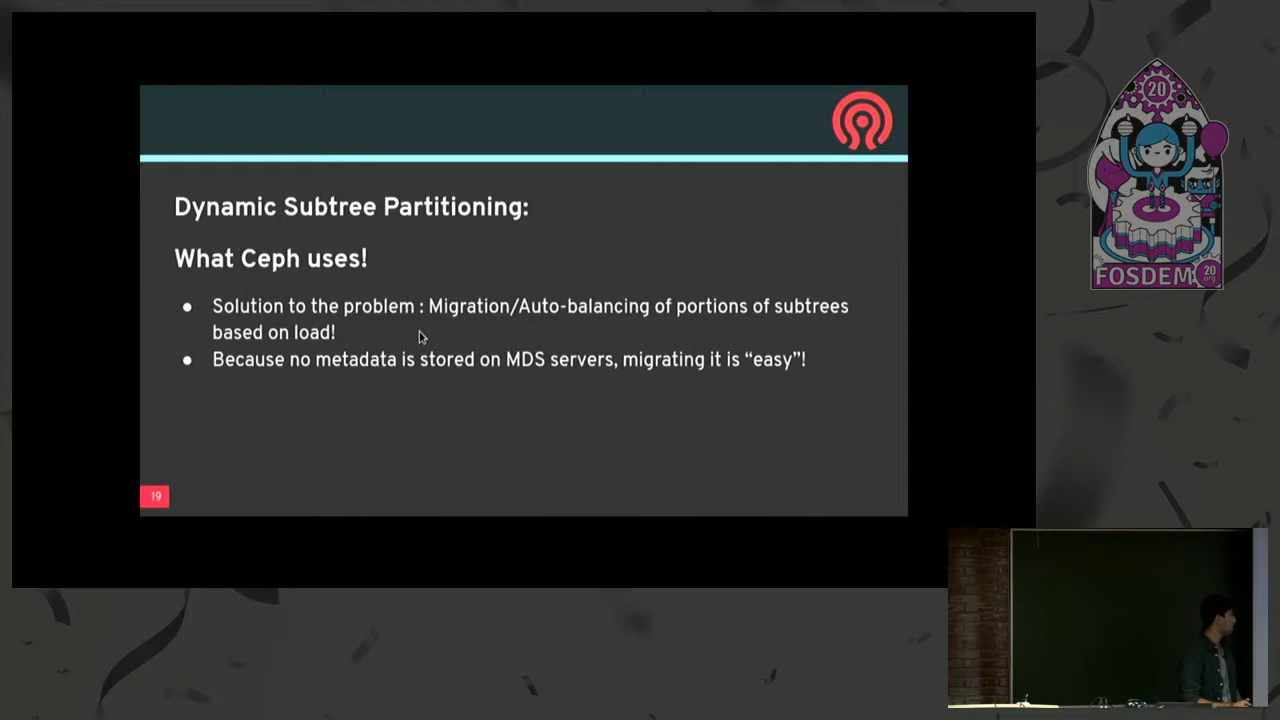 Dynamic Subtree Partitioning:
What Ceph uses!
● Solution to the problem : Migration/Auto-balancing of portions of subtrees
based on load!
● Because no metadata is stored on MDS servers, migrating it is “easy”!
19
20
FOSDEM
20
.org